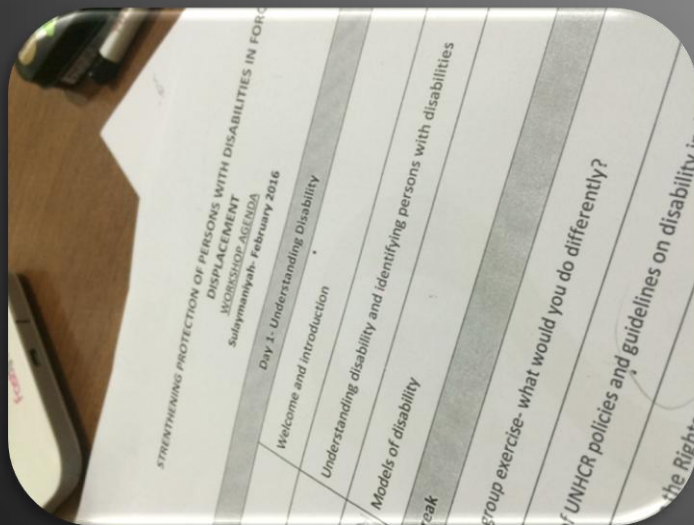 STRENTHENING PROTECTION OF PERSONS WITH DISABILITIES IN FORC
DISPLACEMENT
WORKSHOP AGENDA
Sulaymaniyah- February 2016
Day 1- Understanding Disability
Welcome and introduction
Understanding disability and identifying persons with disabilities
Models of disability
eak
group exercise- what would you do differently?
f UNHCR policies and guidelines on disability i
the Right